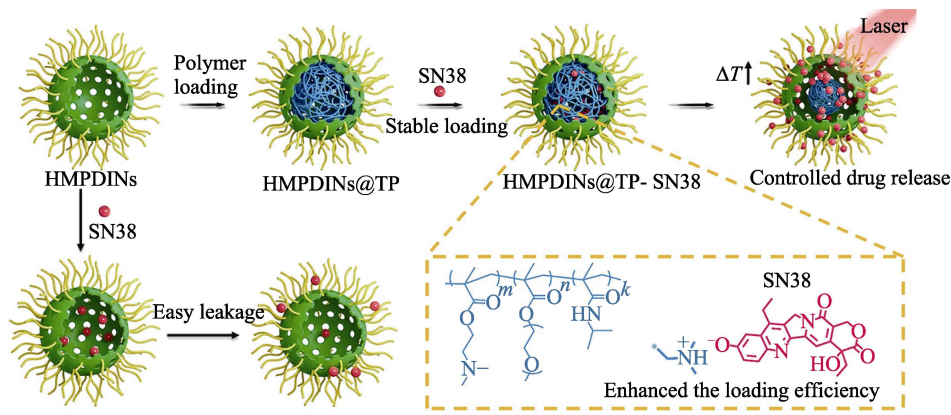 Laser
Polymer
loading
SN38
Stable loading
ΔT↑
HMPDINs
HMPDINs@TP
HMPDINs@TP- SN38
Controlled drug release
SN38
Easy leakage
m
n
k
O
O
O
O
HN
O
N
SN38
O
N
O
⁻O
N
O
HO
*
NH
+
Enhanced the loading efficiency